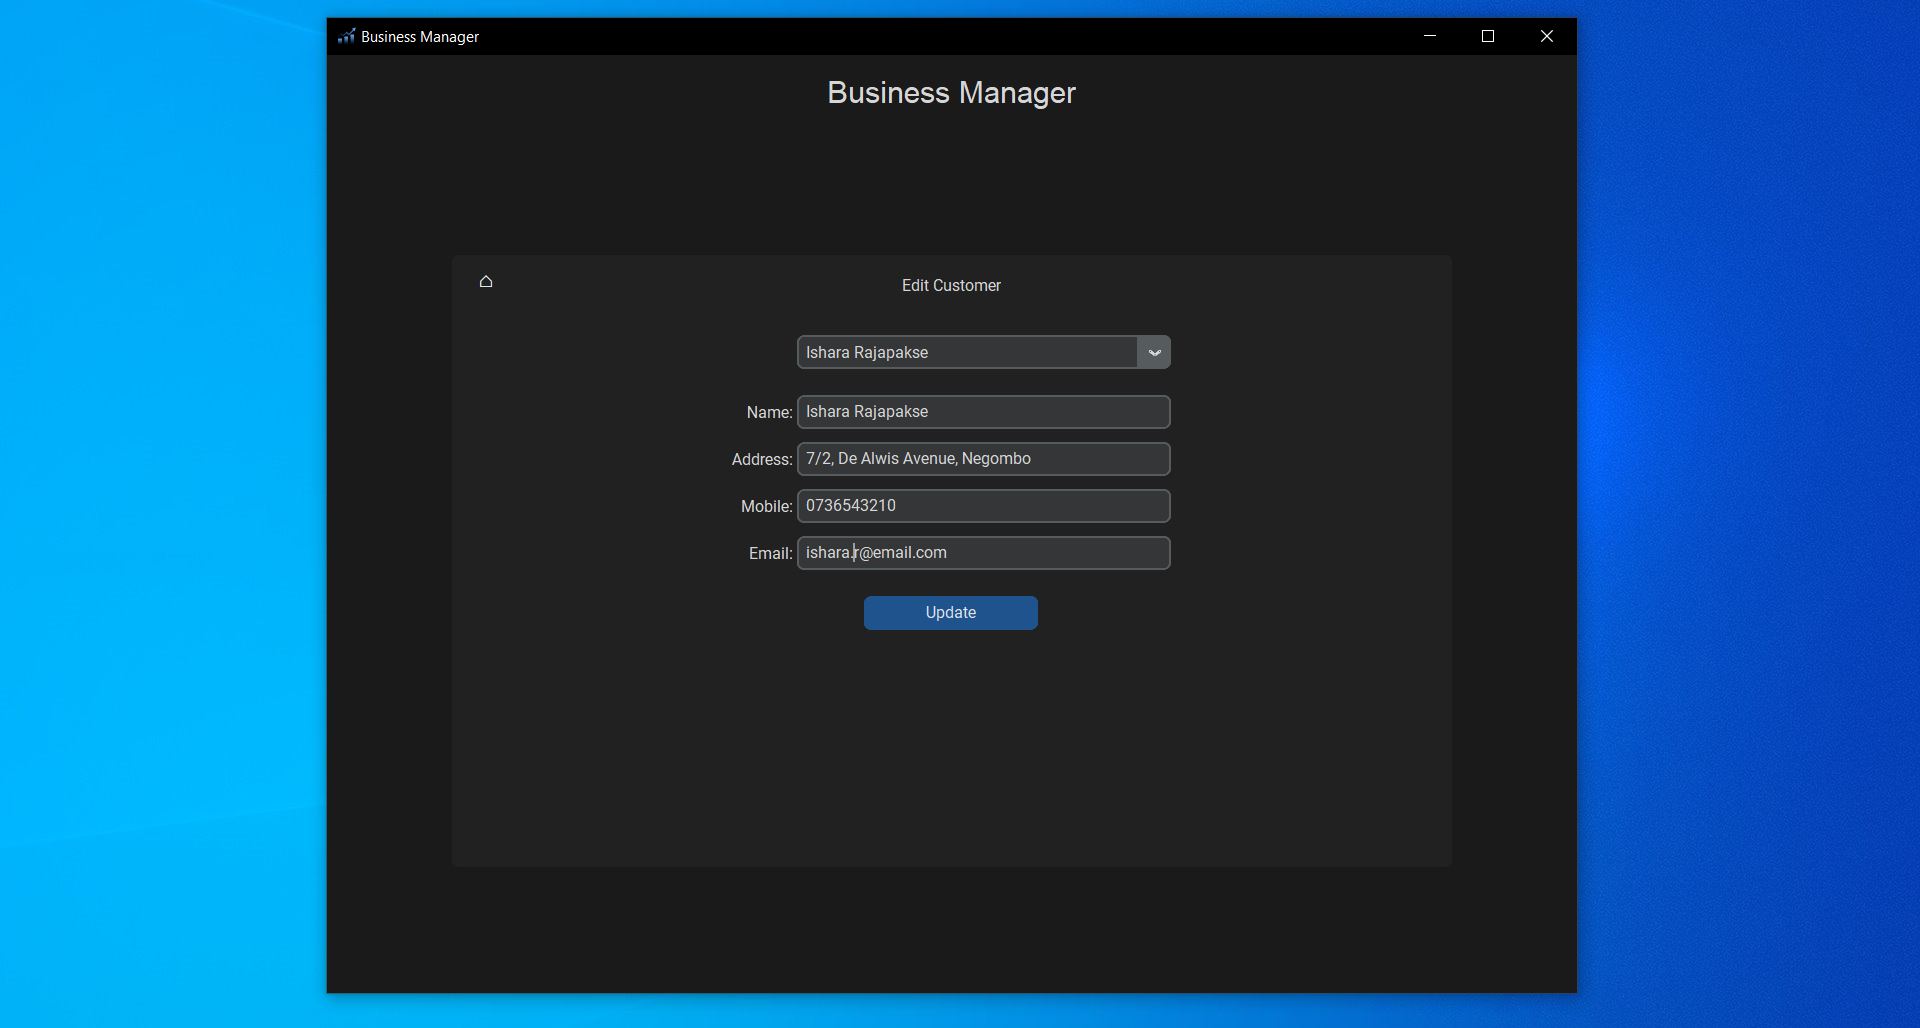 Business Manager
Business Manager
Edit Customer
Ishara Rajapakse
Name: Ishara Rajapakse
Address: 7/2, De Alwis Avenue, Negombo
Mobile: 0736543210
Email: ishara.r@email.com
Update